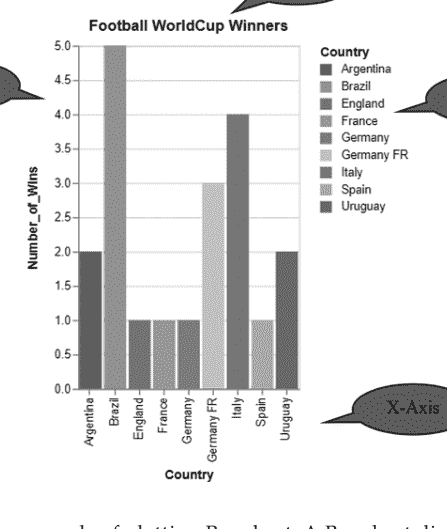 Football WorldCup Winners
5.0
4.5
4.0
3.5
3.0
2.5
2.0
1.5
1.0
0.5
0.0
Number_of_Wins
Argentina
Brazil
England
France
Germany
Germany FR
Italy
Spain
Uruguay
Country
Country
Argentina
Brazil
England
France
Germany
Germany FR
Italy
Spain
Uruguay
X-Axis